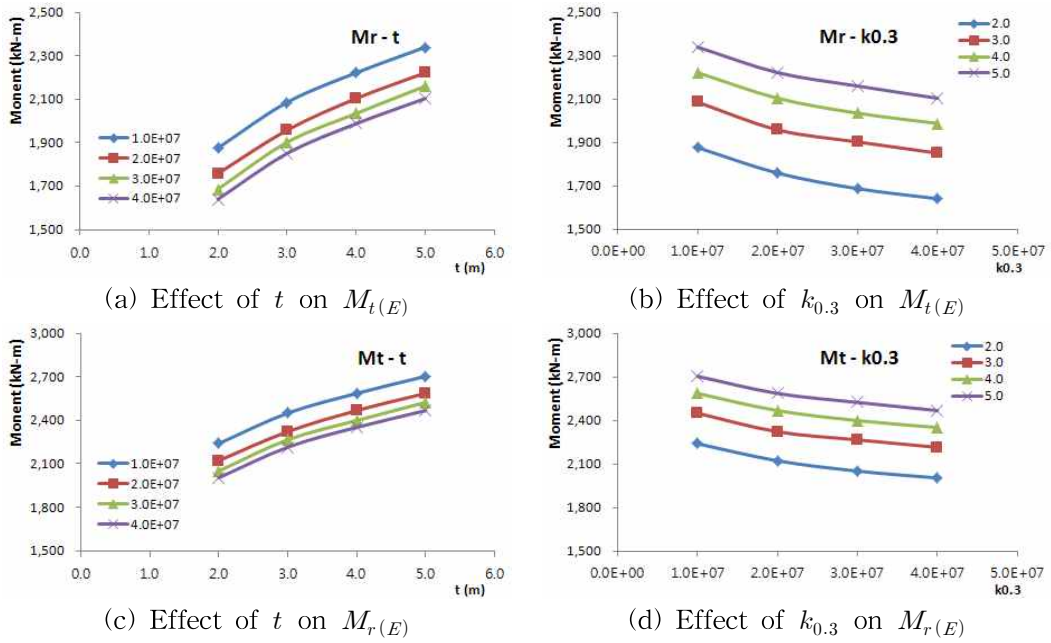 2,500
2,300
2,100
1,900
1,700
1,500
Monent (kN-m)
Mr - t
1.0E+07
2.0E+07
3.0E+07
4.0E+07
0.0 1.0 2.0 3.0 4.0 5.0 6.0
t (m)
(a) Effect of t on M_{t(E)}
2,500
2,300
2,100
1,900
1,700
1,500
Moment (kN-m)
Mr - k0.3
2.0
3.0
4.0
5.0
0.0E+00 1.0E+07 2.0E+07 3.0E+07 4.0E+07 5.0E+07
k0.3
(b) Effect of k_{0.3} on M_{t(E)}
3,000
2,700
2,400
2,100
1,800
1,500
Moment (kN-m)
Mt - t
1.0E+07
2.0E+07
3.0E+07
4.0E+07
0.0 1.0 2.0 3.0 4.0 5.0 6.0
t (m)
(c) Effect of t on M_{r(E)}
3,000
2,700
2,400
2,100
1,800
1,500
Moment (kN-m)
Mt - k0.3
2.0
3.0
4.0
5.0
0.0E+00 1.0E+07 2.0E+07 3.0E+07 4.0E+07 5.0E+07
k0.3
(d) Effect of k_{0.3} on M_{r(E)}